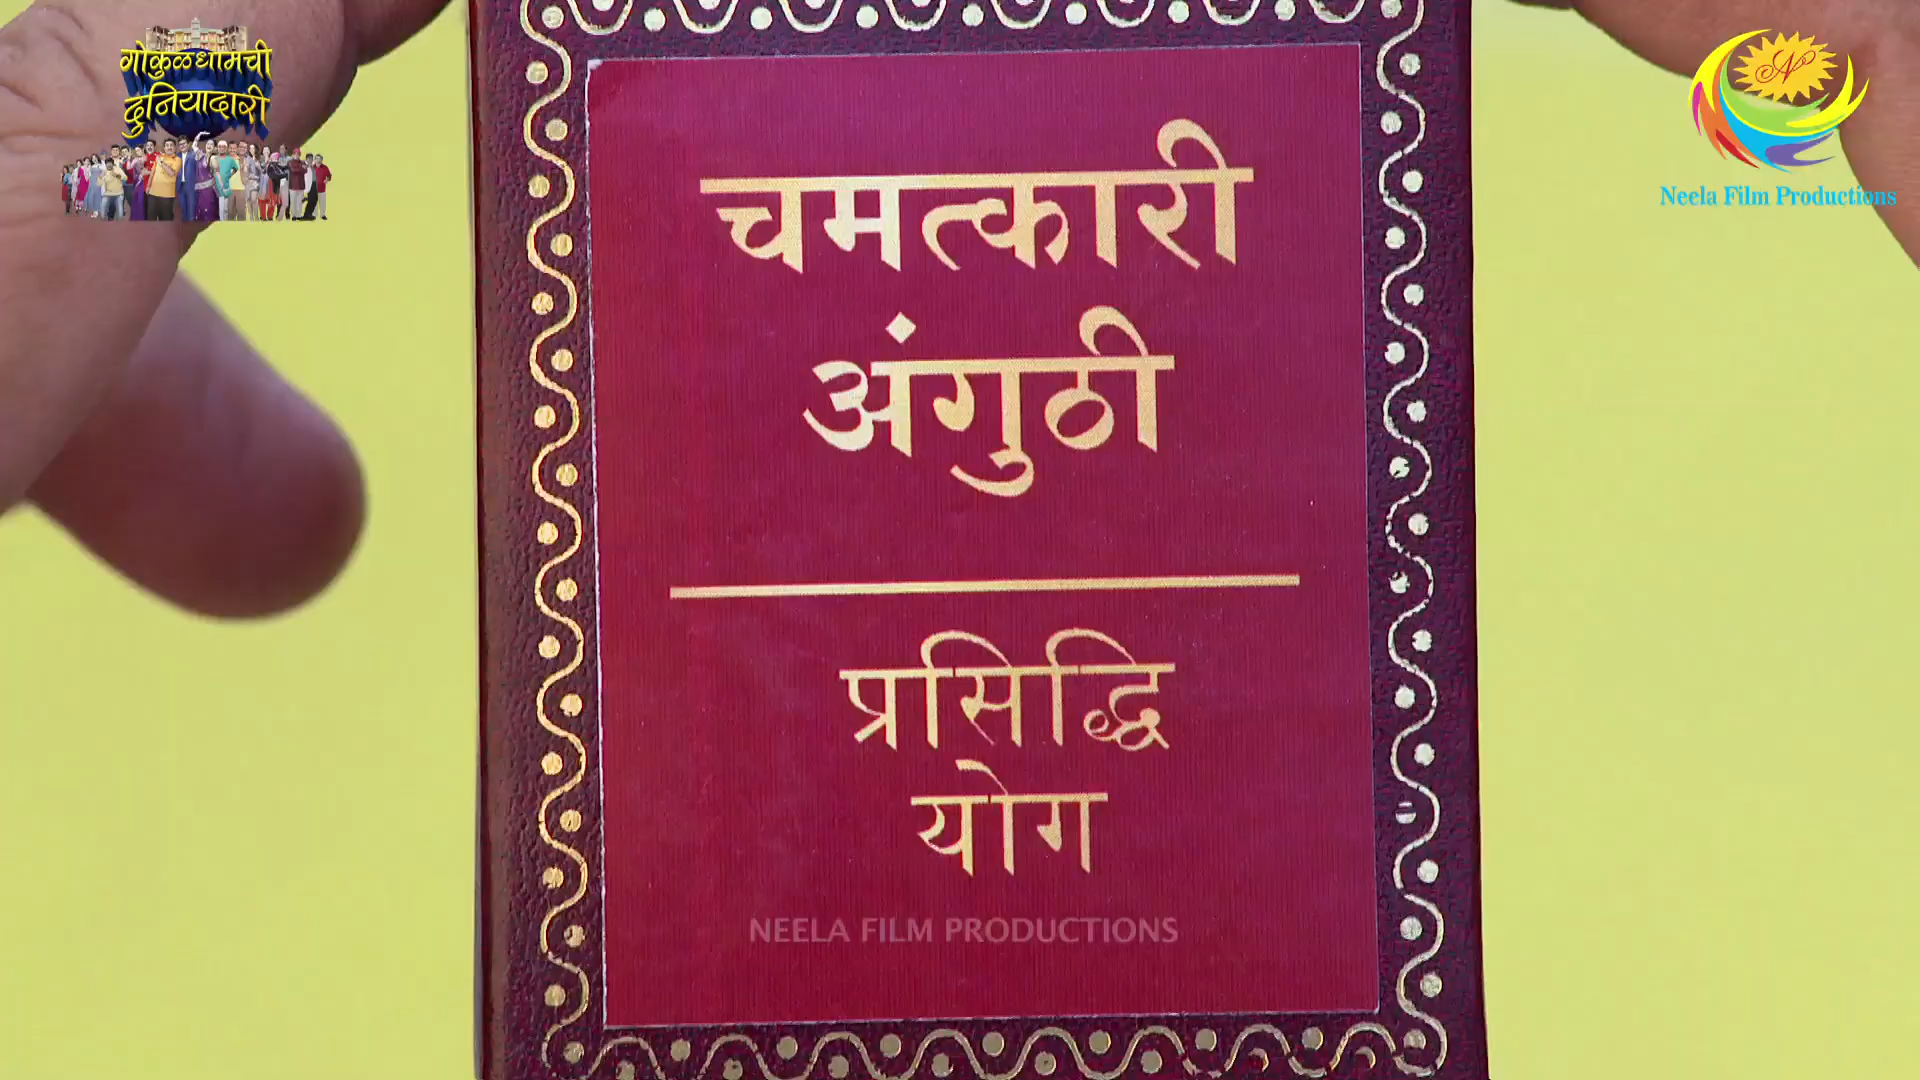 गोकुळधामची
दुनियादारी
Neela Film Productions
चमत्कारी
अंगुठी
प्रसिद्धि
योग
NEELA FILM PRODUCTIONS